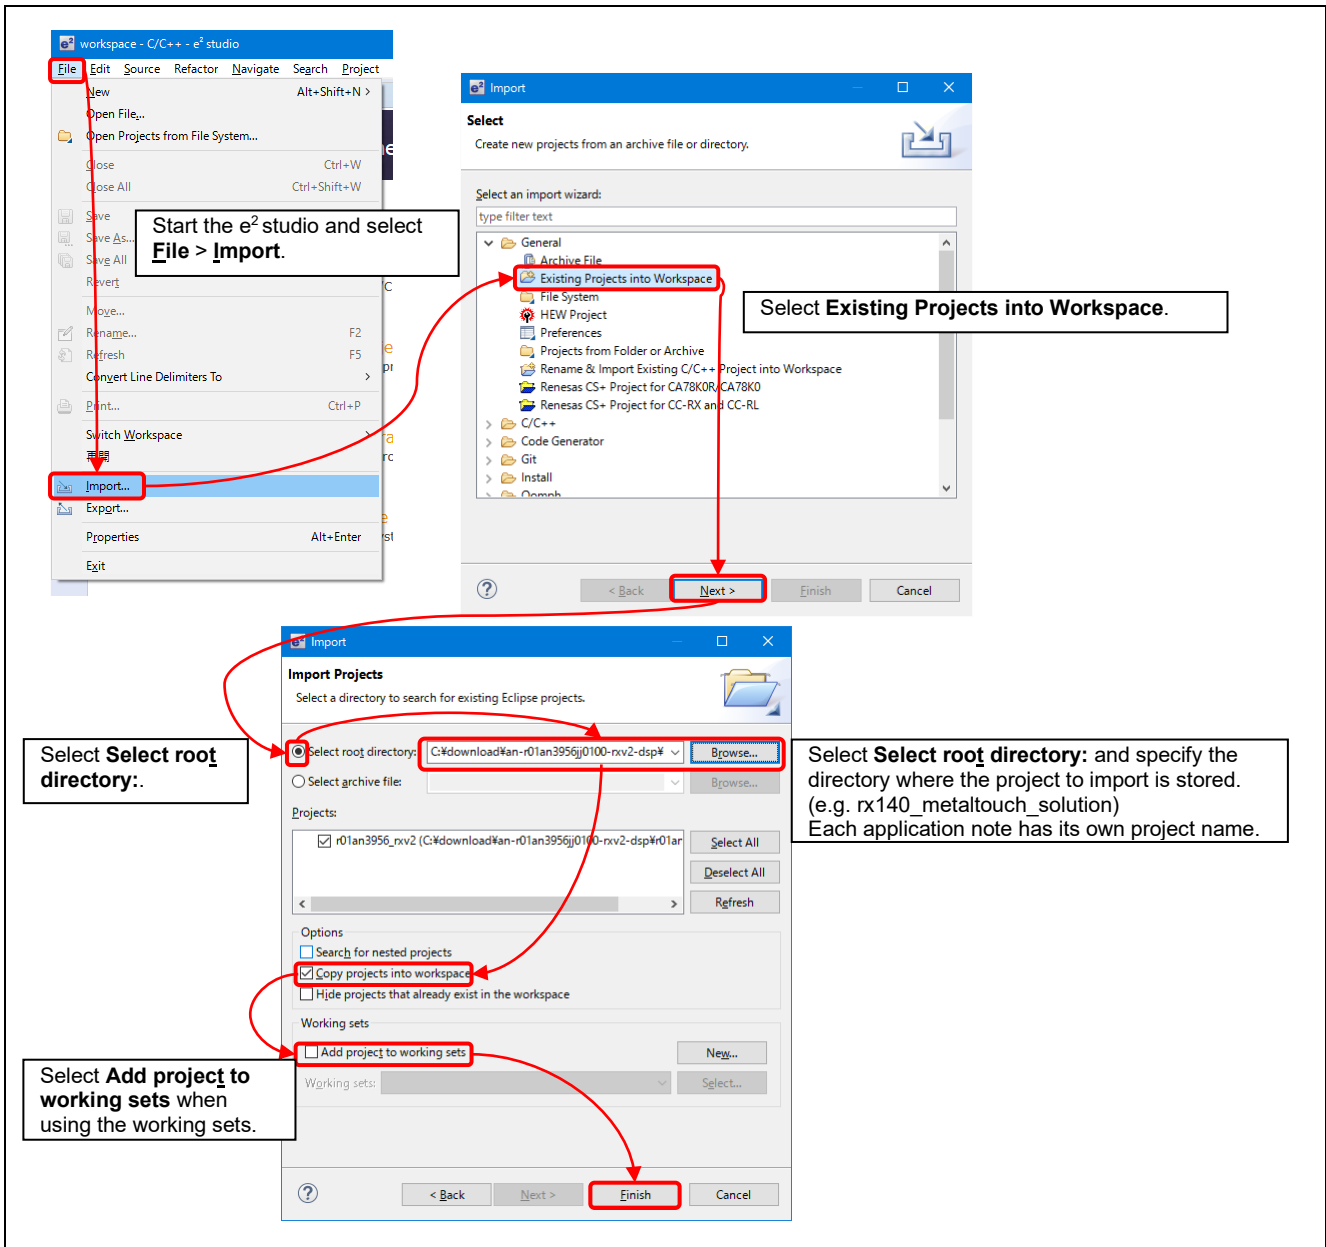 workspace - C/C++ - e² studio
File Edit Source Refactor Navigate Search Project
New Alt+Shift+N >
Open File...
Open Projects from File System...
Close Ctrl+W
Close All Ctrl+Shift+W
Save
Save As...
Save All
Revert
Move...
Rename... F2
Refresh F5
Convert Line Delimiters To >
Print... Ctrl+P
Switch Workspace >
再開
Import...
Export...
Properties Alt+Enter
Exit
Start the e² studio and select
File > Import.
Import
Select
Create new projects from an archive file or directory.
Select an import wizard:
type filter text
General
Archive File
Existing Projects into Workspace
File System
HEW Project
Preferences
Projects from Folder or Archive
Rename & Import Existing C/C++ Project into Workspace
Renesas CS+ Project for CA78K0R/CA78K0
Renesas CS+ Project for CC-RX and CC-RL
C/C++
Code Generator
Git
Install
Oomph
< Back Next > Finish Cancel
Select Existing Projects into Workspace.
Import
Import Projects
Select a directory to search for existing Eclipse projects.
Select root directory: C:¥download¥an-r01an3956jj0100-rxv2-dsp¥ Browse...
Select archive file: Browse...
Projects:
r01an3956_rxv2 (C:¥download¥an-r01an3956jj0100-rxv2-dsp¥r01ar
Select All
Deselect All
Refresh
Options
Search for nested projects
Copy projects into workspace
Hide projects that already exist in the workspace
Working sets
Add project to working sets New...
Working sets: Select...
< Back Next > Finish Cancel
Select Select root
directory:.
Select Select root directory: and specify the
directory where the project to import is stored.
(e.g. rx140_metaltouch_solution)
Each application note has its own project name.
Select Add project to
working sets when
using the working sets.